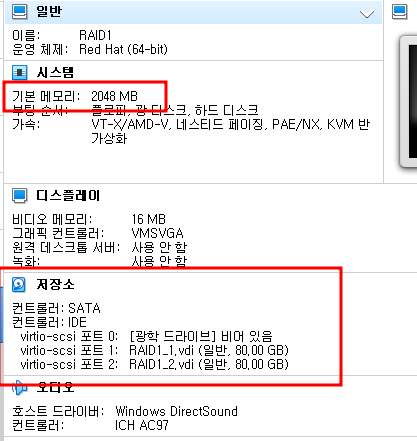 일반
이름: RAID1
운영 체제: Red Hat (64-bit)
시스템
기본 메모리: 2048 MB
부팅 순서: 플로피, 광 디스크, 하드 디스크
가속: VT-X/AMD-V, 네스티드 페이징, PAE/NX, KVM 반
가상화
디스플레이
비디오 메모리: 16 MB
그래픽 컨트롤러: VMSVGA
원격 데스크톱 서버: 사용 안 함
녹화: 사용 안 함
저장소
컨트롤러: SATA
컨트롤러: IDE
virtio-scsi 포트 0: [광학 드라이브] 비어 있음
virtio-scsi 포트 1: RAID1_1.vdi (일반, 80.00 GB)
virtio-scsi 포트 2: RAID1_2.vdi (일반, 80.00 GB)
오디오
호스트 드라이버: Windows DirectSound
컨트롤러: ICH AC97